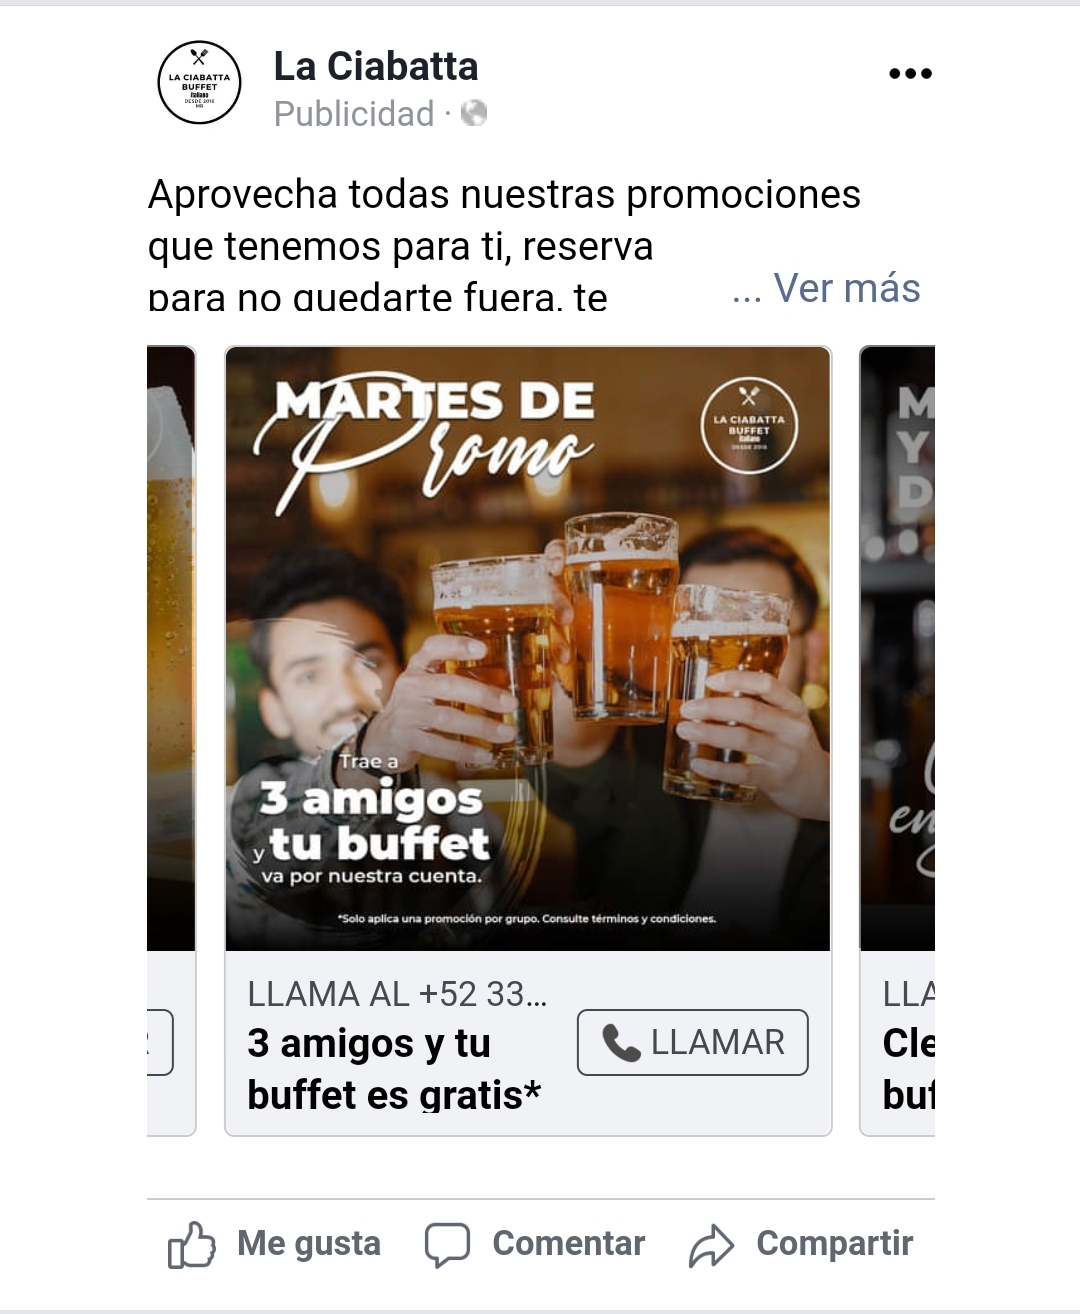 LA CIABATTA
BUFFET
italiano
DESDE 2010
MR
La Ciabatta
Publicidad ·
Aprovecha todas nuestras promociones
que tenemos para ti, reserva
para no quedarte fuera. te
... Ver más
MARTES DE
Promo
LA CIABATTA
BUFFET
italiano
DESDE 2010
Trae a
3 amigos
y tu buffet
va por nuestra cuenta.
*Solo aplica una promoción por grupo. Consulte términos y condiciones.
M
Y
D
en
LLAMA AL +52 33...
3 amigos y tu
buffet es gratis*
LLAMAR
LLA
Cle
buf
Me gusta
Comentar
Compartir